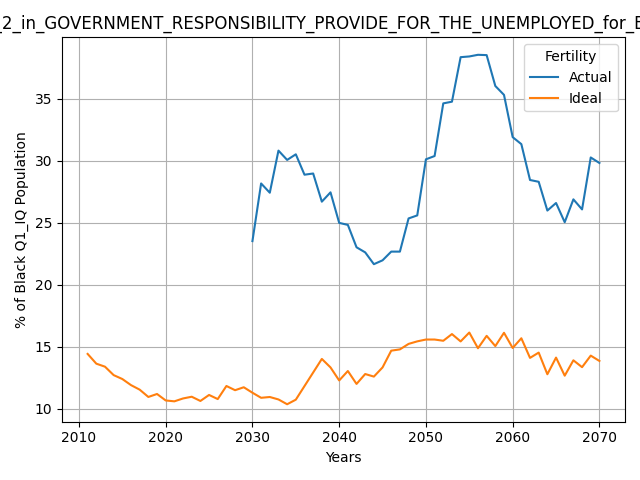 _2_in_GOVERNMENT_RESPONSIBILITY_PROVIDE_FOR_THE_UNEMPLOYED_for_
Fertility
Actual
Ideal
% of Black Q1_IQ Population
35
30
25
20
15
10
2010 2020 2030 2040 2050 2060 2070
Years